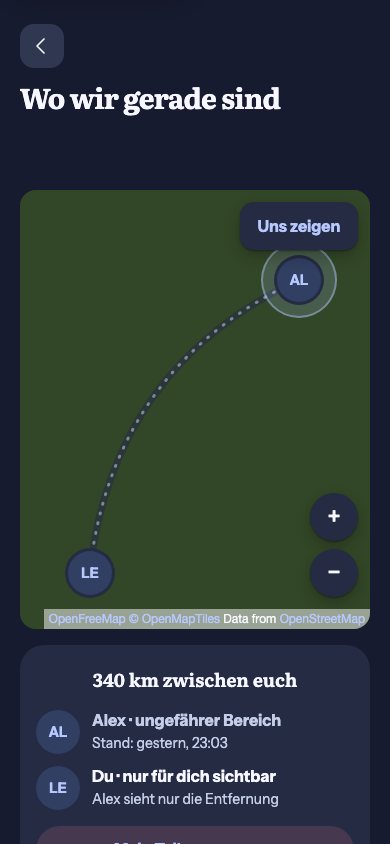 Wo wir gerade sind
Uns zeigen
AL
LE
+
−
OpenFreeMap © OpenMapTiles Data from OpenStreetMap
340 km zwischen euch
AL
Alex · ungefährer Bereich
Stand: gestern, 23:03
LE
Du · nur für dich sichtbar
Alex sieht nur die Entfernung